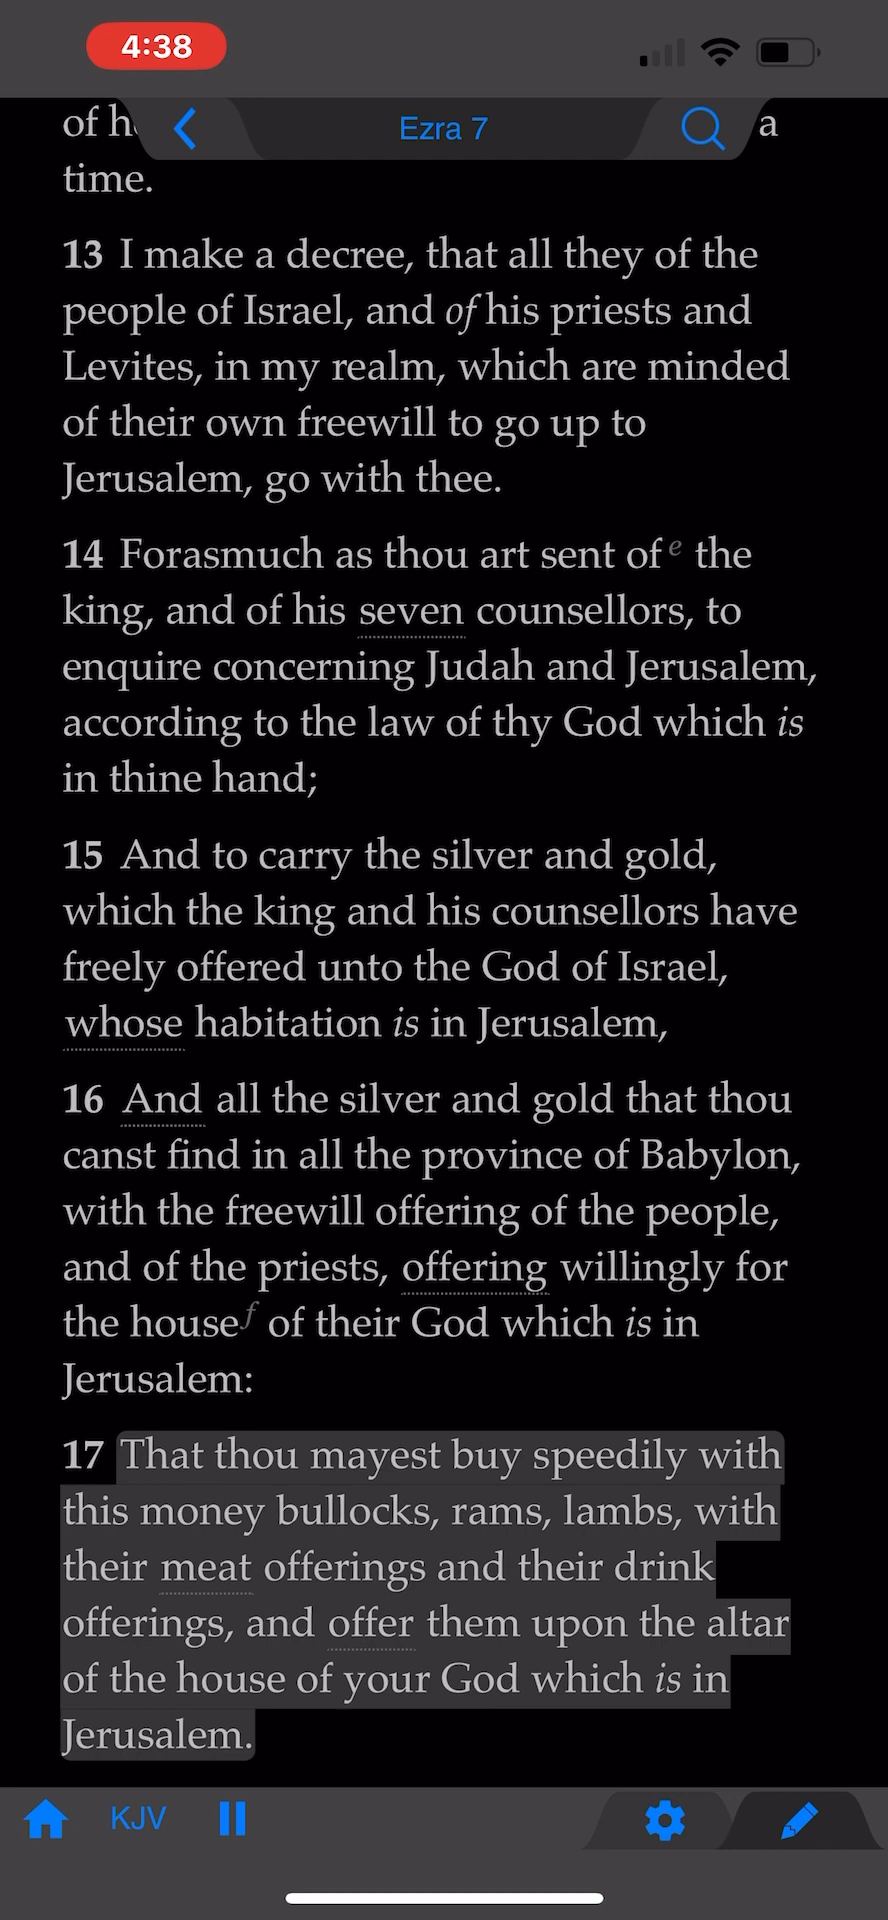 4:38
of h
Ezra 7
a
time.
13 I make a decree, that all they of the
people of Israel, and of his priests and
Levites, in my realm, which are minded
of their own freewill to go up to
Jerusalem, go with thee.
14 Forasmuch as thou art sent of e the
king, and of his seven counsellors, to
enquire concerning Judah and Jerusalem,
according to the law of thy God which is
in thine hand;
15 And to carry the silver and gold,
which the king and his counsellors have
freely offered unto the God of Israel,
whose habitation is in Jerusalem,
16 And all the silver and gold that thou
canst find in all the province of Babylon,
with the freewill offering of the people,
and of the priests, offering willingly for
the house f of their God which is in
Jerusalem:
17 That thou mayest buy speedily with
this money bullocks, rams, lambs, with
their meat offerings and their drink
offerings, and offer them upon the altar
of the house of your God which is in
Jerusalem.
KJV